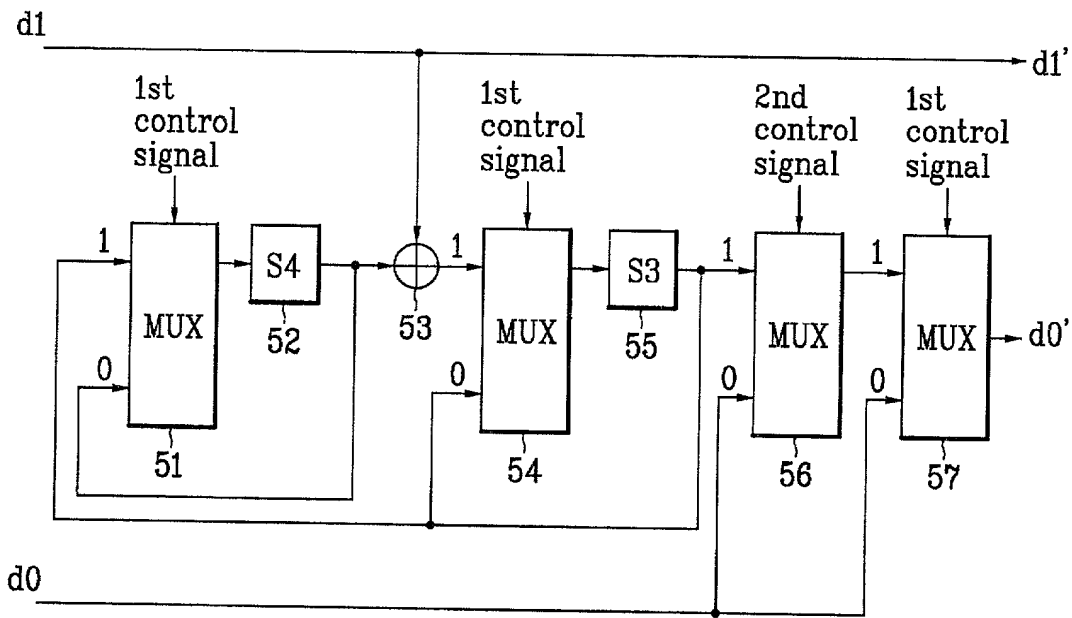 d1
d1'
1st
control
signal
1st
control
signal
2nd
control
signal
1st
control
signal
1
MUX
0
51
S4
52
53
1
MUX
0
54
S3
55
1
MUX
0
56
1
MUX
0
57
d0'
d0